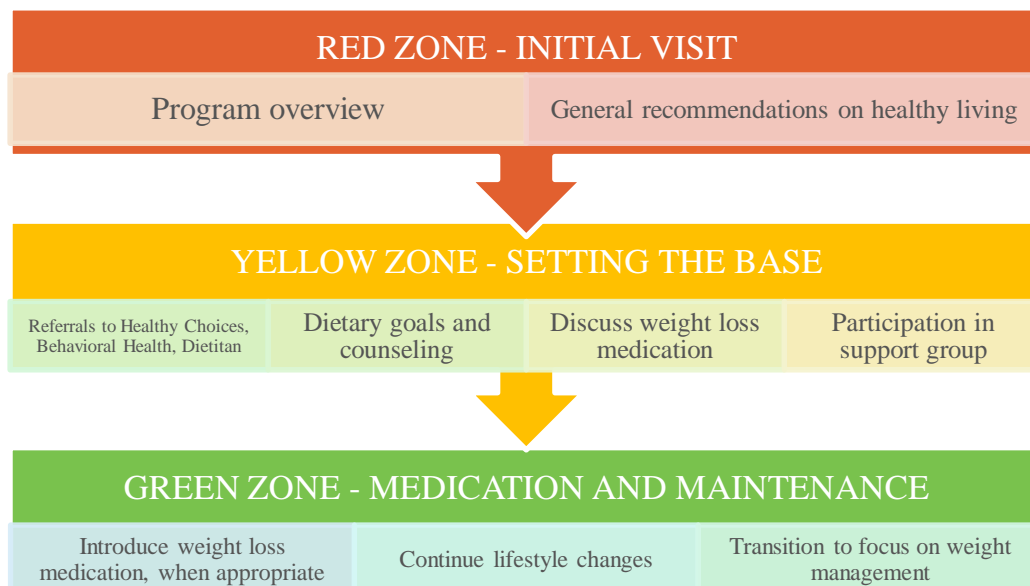 RED ZONE - INITIAL VISIT
Program overview
General recommendations on healthy living
YELLOW ZONE - SETTING THE BASE
Referrals to Healthy Choices,
Behavioral Health, Dietitan
Dietary goals and
counseling
Discuss weight loss
medication
Participation in
support group
GREEN ZONE - MEDICATION AND MAINTENANCE
Introduce weight loss
medication, when appropriate
Continue lifestyle changes
Transition to focus on weight
management